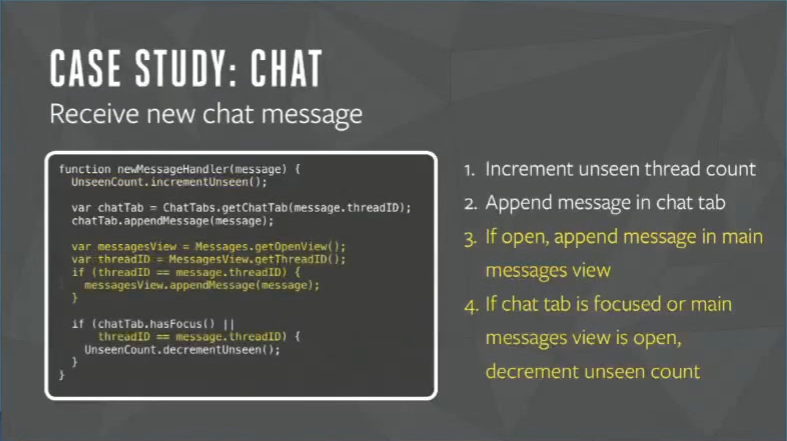 CASE STUDY: CHAT
Receive new chat message
function newMessageHandler(message) {
UnseenCount.incrementUnseen();
var chatTab = ChatTabs.getChatTab(message.threadID);
chatTab.appendMessage(message);
var messagesView = Messages.getOpenView();
var threadID = MessagesView.getThreadID();
if (threadID == message.threadID) {
messagesView.appendMessage(message);
}
if (chatTab.hasFocus() ||
threadID == message.threadID) {
UnseenCount.decrementUnseen();
}
}
1. Increment unseen thread count
2. Append message in chat tab
3. If open, append message in main
messages view
4. If chat tab is focused or main
messages view is open,
decrement unseen count